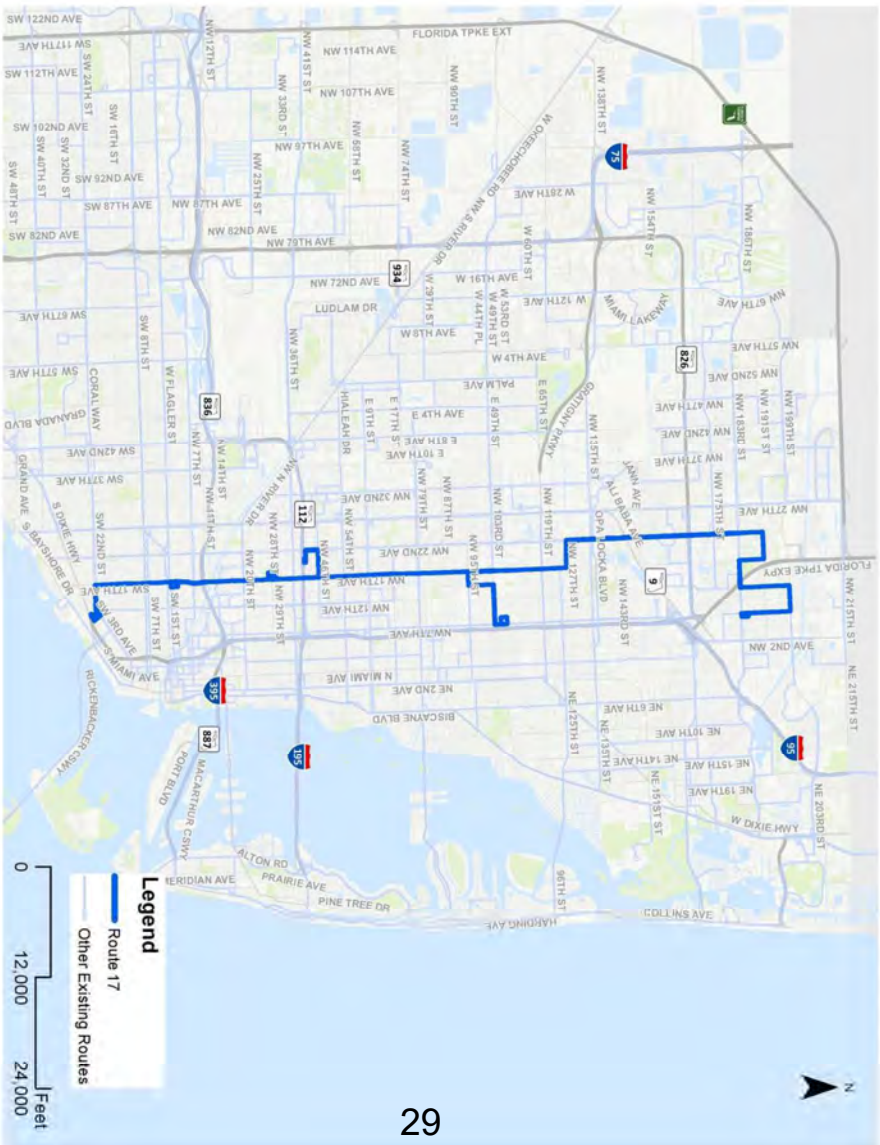 SW 122ND AVE
SW 117TH AVE
SW 112TH AVE
SW 24TH ST
SW 102ND AVE
SW 16TH ST
SW 32ND ST
SW 40TH ST
SW 48TH ST
SW 92ND AVE
SW 87TH AVE
SW 82ND AVE
NW 87TH AVE
NW 82ND AVE
NW 79TH AVE
NW 12TH ST
NW 41ST ST
NW 33RD ST
NW 25TH ST
NW 114TH AVE
NW 107TH AVE
NW 97TH AVE
NW 58TH ST
NW 74TH ST
NW 90TH ST
FLORIDA TPKE EXT
NW 138TH ST
W OKEECHOBEE RD
NW S RIVER DR
75
W 28TH AVE
NW 154TH ST
NW 186TH ST
W 60TH ST
934
NW 72ND AVE
W 16TH AVE
W 12TH AVE
MIAMI LAKEWAY
NW 67TH AVE
SW 67TH AVE
LUDLAM DR
W 29TH ST
W 53RD ST
W 49TH ST
W 44TH PL
W 8TH AVE
W 4TH AVE
826
NW 57TH AVE
NW 52ND AVE
SW 57TH AVE
SW 8TH ST
CORAL WAY
W FLAGLER ST
836
NW 36TH ST
PALM AVE
E 65TH ST
GRATIGNY PKWY
NW 47TH AVE
NW 42ND AVE
NW 37TH AVE
NW 183RD ST
NW 191ST ST
NW 199TH ST
GRANADA BLVD
SW 42ND AVE
SW 37TH AVE
NW 7TH ST
NW 14TH ST
NW 11TH ST
NW N RIVER DR
HIALEAH DR
E 9TH ST
E 17TH ST
E 4TH AVE
E 8TH AVE
E 10TH AVE
E 49TH ST
NW 115TH ST
NW 119TH ST
JANN AVE
ALI BABA AVE
OPA LOCKA BLVD
NW 175TH ST
NW 27TH AVE
GRAND AVE
S BAYSHORE DR
S DIXIE HWY
SW 22ND ST
112
NW 32ND AVE
NW 28TH ST
NW 20TH ST
NW 29TH ST
NW 46TH ST
NW 54TH ST
NW 79TH ST
NW 87TH ST
NW 95TH ST
NW 103RD ST
NW 22ND AVE
NW 17TH AVE
NW 12TH AVE
NW 7TH AVE
NW 127TH ST
NW 143RD ST
9
FLORIDA TPKE EXPY
NW 215TH ST
NE 215TH ST
NW 2ND AVE
SW 17TH AVE
SW 7TH ST
SW 1ST ST
SW 3RD AVE
S MIAMI AVE
N MIAMI AVE
NE 2ND AVE
BISCAYNE BLVD
395
887
195
95
NE 6TH AVE
NE 10TH AVE
NE 14TH AVE
NE 15TH AVE
NE 19TH AVE
NE 125TH ST
NE 135TH ST
NE 151ST ST
NE 203RD ST
W DIXIE HWY
RICKENBACKER CSWY
PORT BLVD
MACARTHUR CSWY
ALTON RD
MERIDIAN AVE
PRAIRIE AVE
PINE TREE DR
96TH ST
HARDING AVE
COLLINS AVE
Legend
Route 17
Other Existing Routes
0 12,000 24,000
Feet
N
29